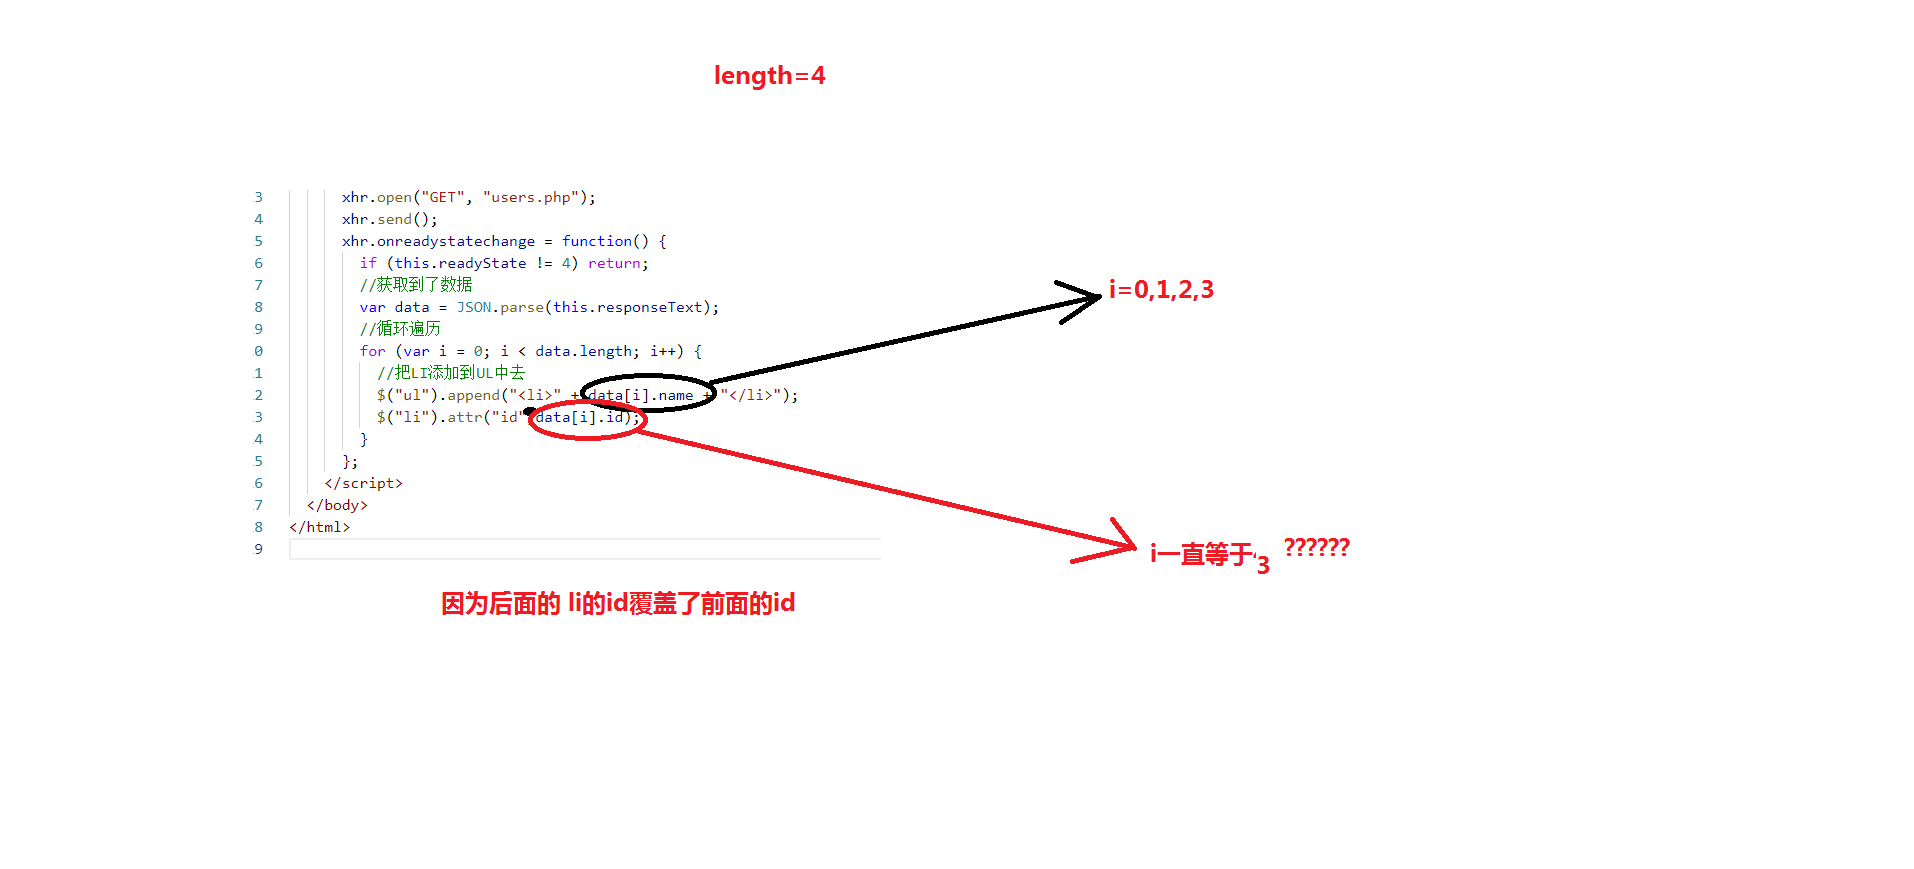 length=4
3 xhr.open("GET", "users.php");
4 xhr.send();
5 xhr.onreadystatechange = function() {
6 if (this.readyState != 4) return;
7 //获取到了数据
8 var data = JSON.parse(this.responseText);
9 //循环遍历
i=0,1,2,3
0 for (var i = 0; i < data.length; i++) {
1 //把LI添加到UL中去
2 $("ul").append("<li>" + data[i].name + "</li>");
3 $("li").attr("id" data[i].id);
4 }
5 };
6 </script>
7 </body>
8 </html>
9
i一直等于3 ??????
因为后面的 li的id覆盖了前面的id